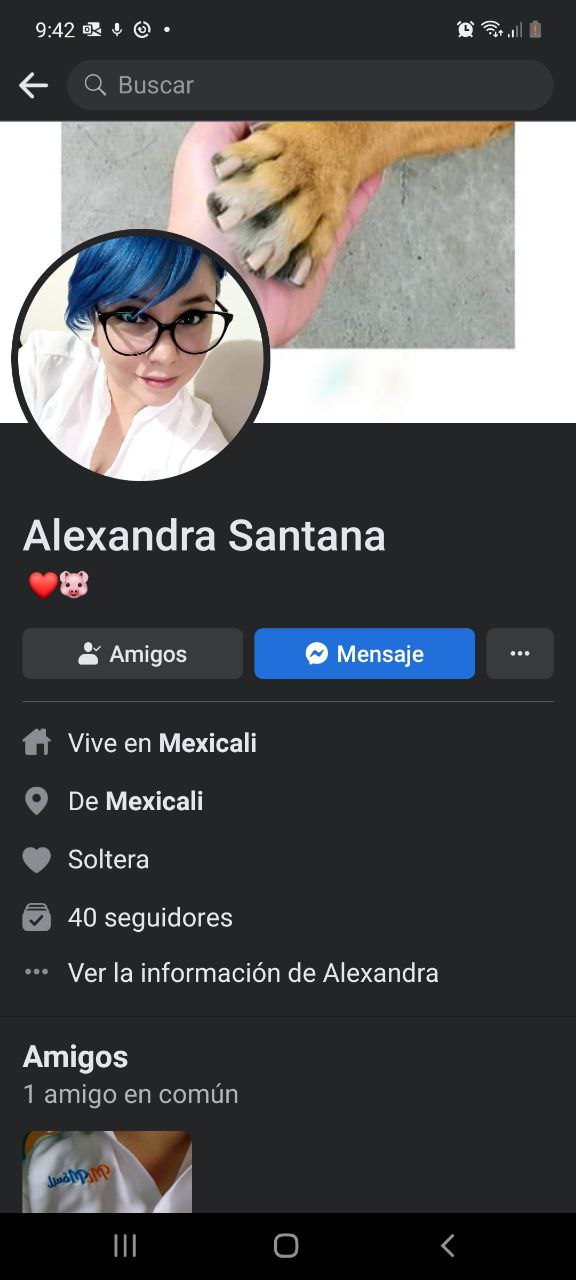 9:42
Buscar
Alexandra Santana
❤️🐷
Amigos
Mensaje
Vive en Mexicali
De Mexicali
Soltera
40 seguidores
Ver la información de Alexandra
Amigos
1 amigo en común
MiMóvil